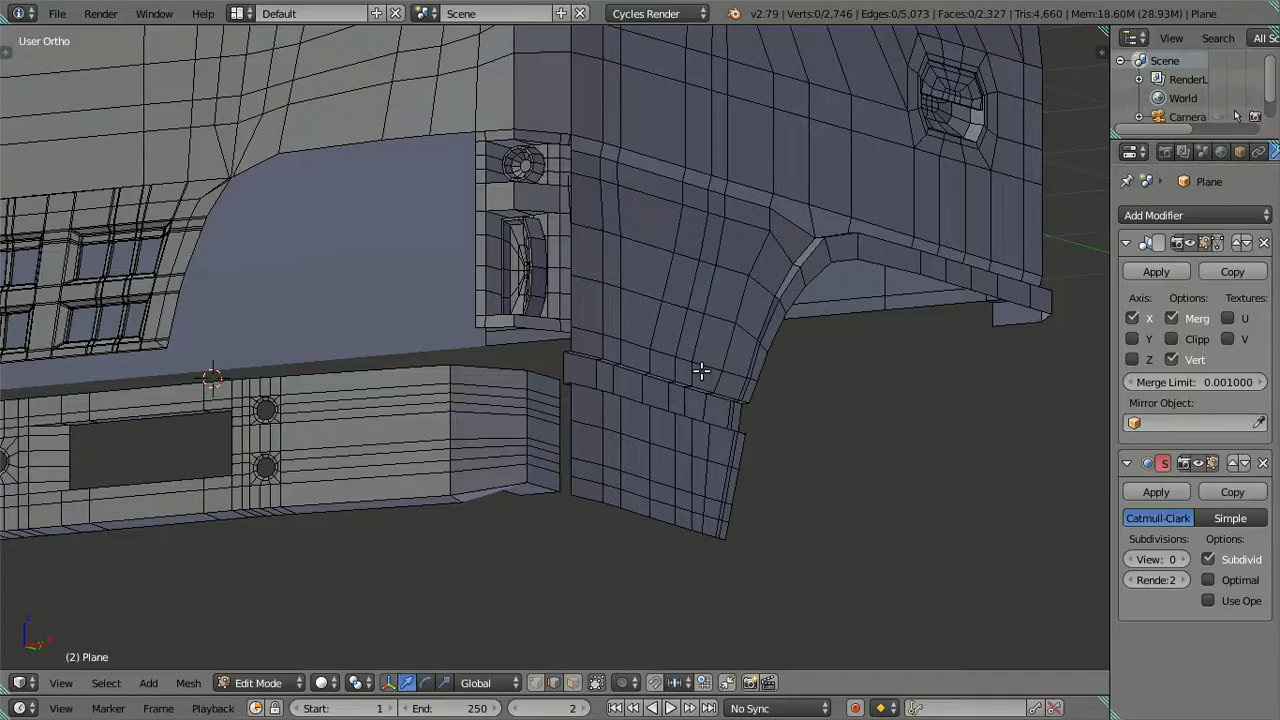 File Render Window Help Default Scene Cycles Render v2.79 | Verts:0/2,746 | Edges:0/5,073 | Faces:0/2,327 | Tris:4,660 | Mem:18.60M (28.93M) | Plane
User Ortho
View Search All Sc
Scene
RenderL
World
Camera
Plane
Add Modifier
Apply Copy
Axis: Options: Textures:
X Merg U
Y Clipp V
Z Vert
Merge Limit: 0.001000
Mirror Object:
S
Apply Copy
Catmull-Clark Simple
Subdivisions: Options:
View: 0 Subdivid
Rende:2 Optimal
Use Ope
z
(2) Plane
View Select Add Mesh Edit Mode Global
View Marker Frame Playback Start: 1 End: 250 2 No Sync